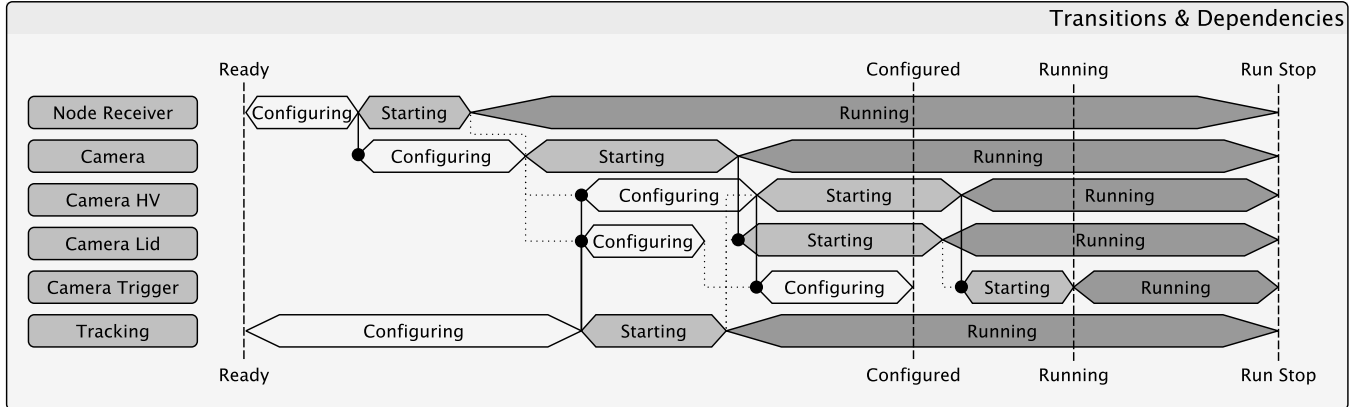 Transitions & Dependencies
Ready Configured Running Run Stop
Node Receiver Configuring Starting Running
Camera Configuring Starting Running
Camera HV Configuring Starting Running
Camera Lid Configuring Starting Running
Camera Trigger Configuring Starting Running
Tracking Configuring Starting Running
Ready Configured Running Run Stop